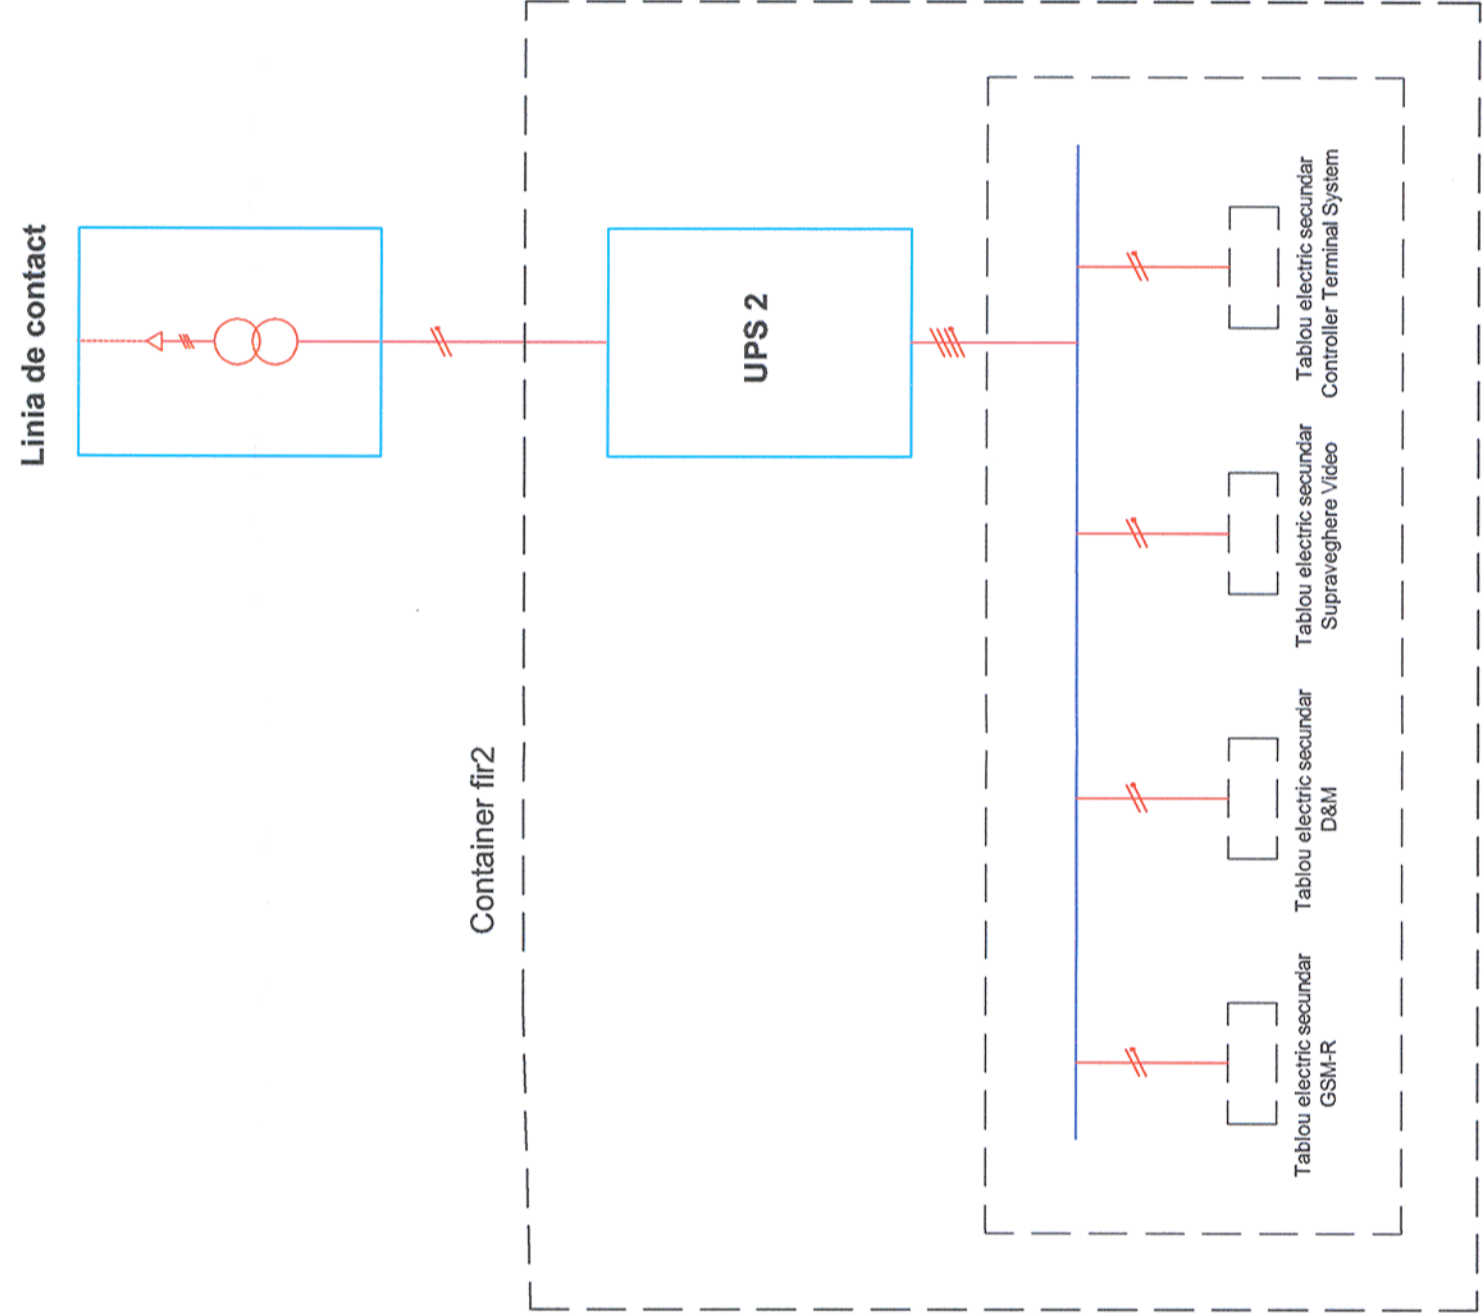 Linia de contact
Container fir2
UPS 2
Tablou electric secundar
GSM-R
Tablou electric secundar
D&M
Tablou electric secundar
Supraveghere Video
Tablou electric secundar
Controller Terminal System